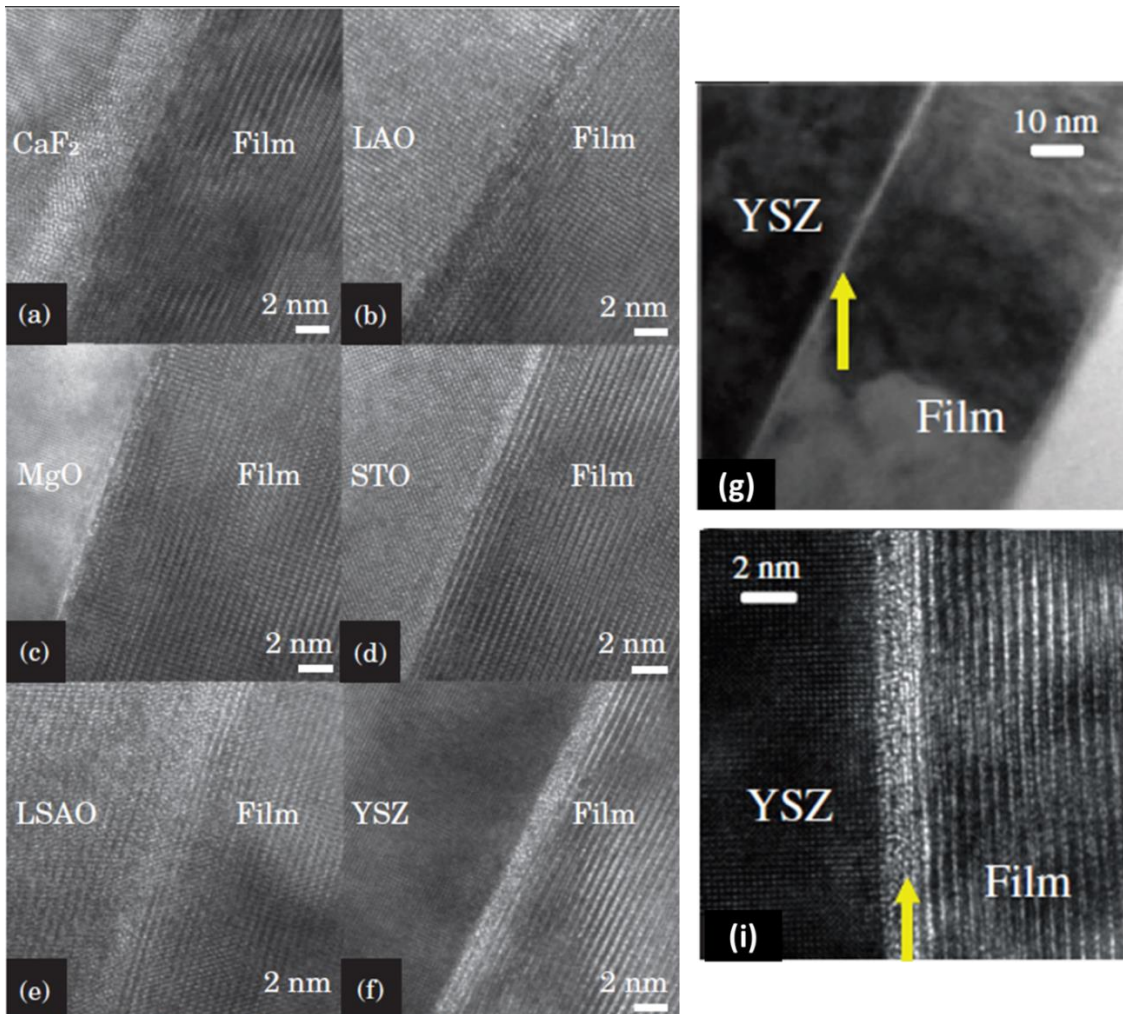 CaF₂
Film
(a)
2 nm
LAO
Film
(b)
2 nm
MgO
Film
(c)
2 nm
STO
Film
(d)
2 nm
LSAO
Film
(e)
2 nm
YSZ
Film
(f)
2 nm
10 nm
YSZ
Film
(g)
2 nm
YSZ
Film
(i)